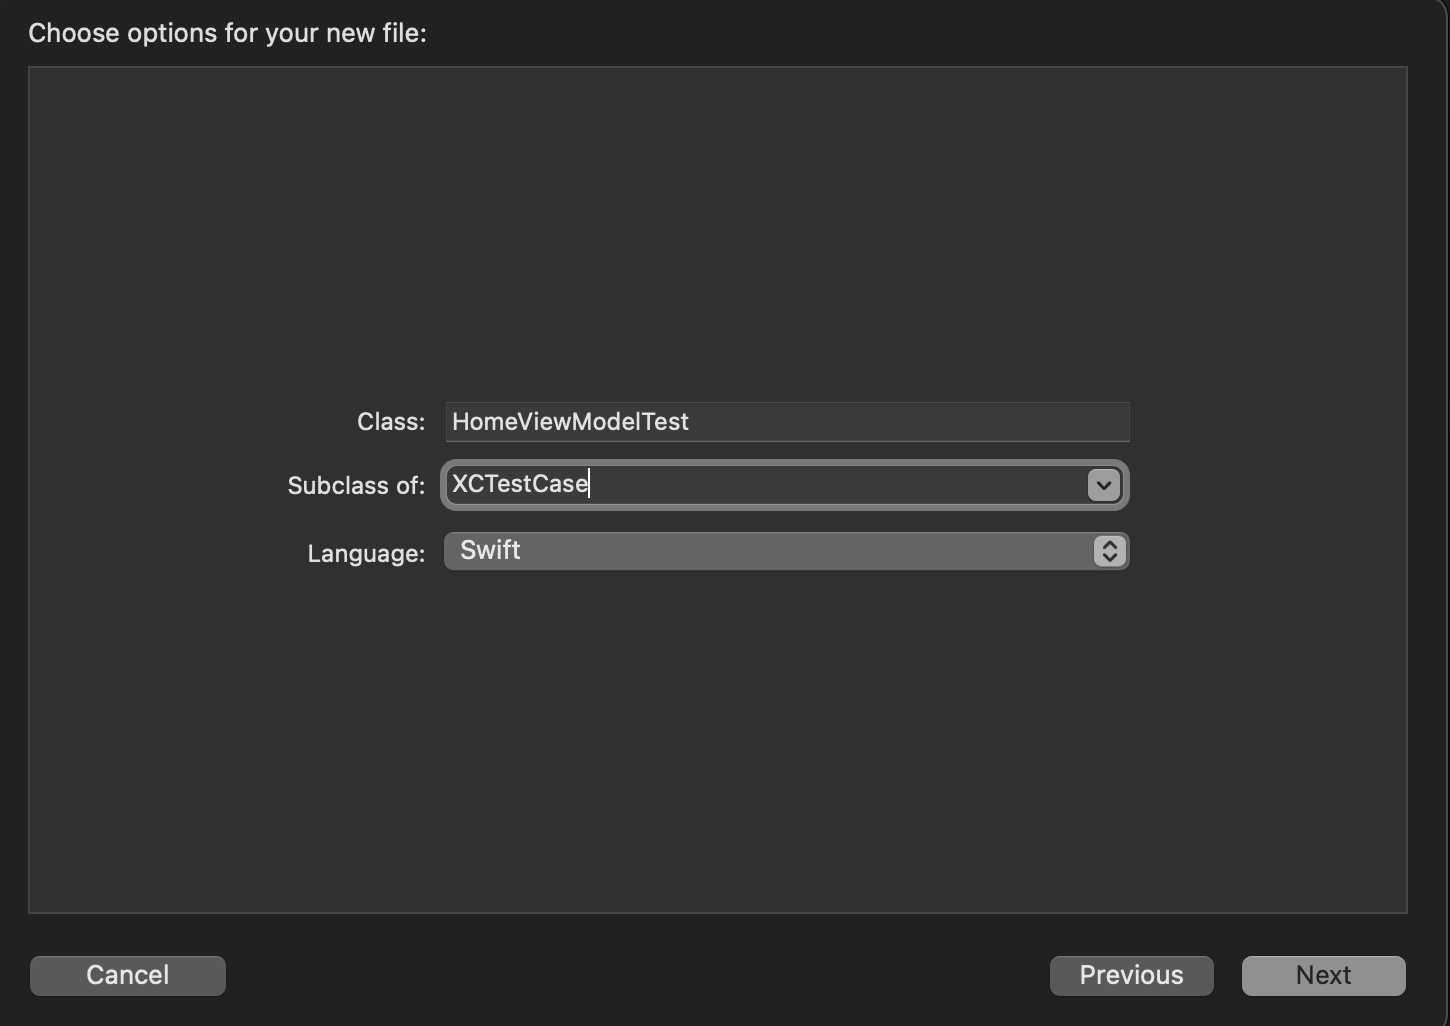 Choose options for your new file:
Class: HomeViewModelTest
Subclass of: XCTestCase
Language: Swift
Cancel Previous Next